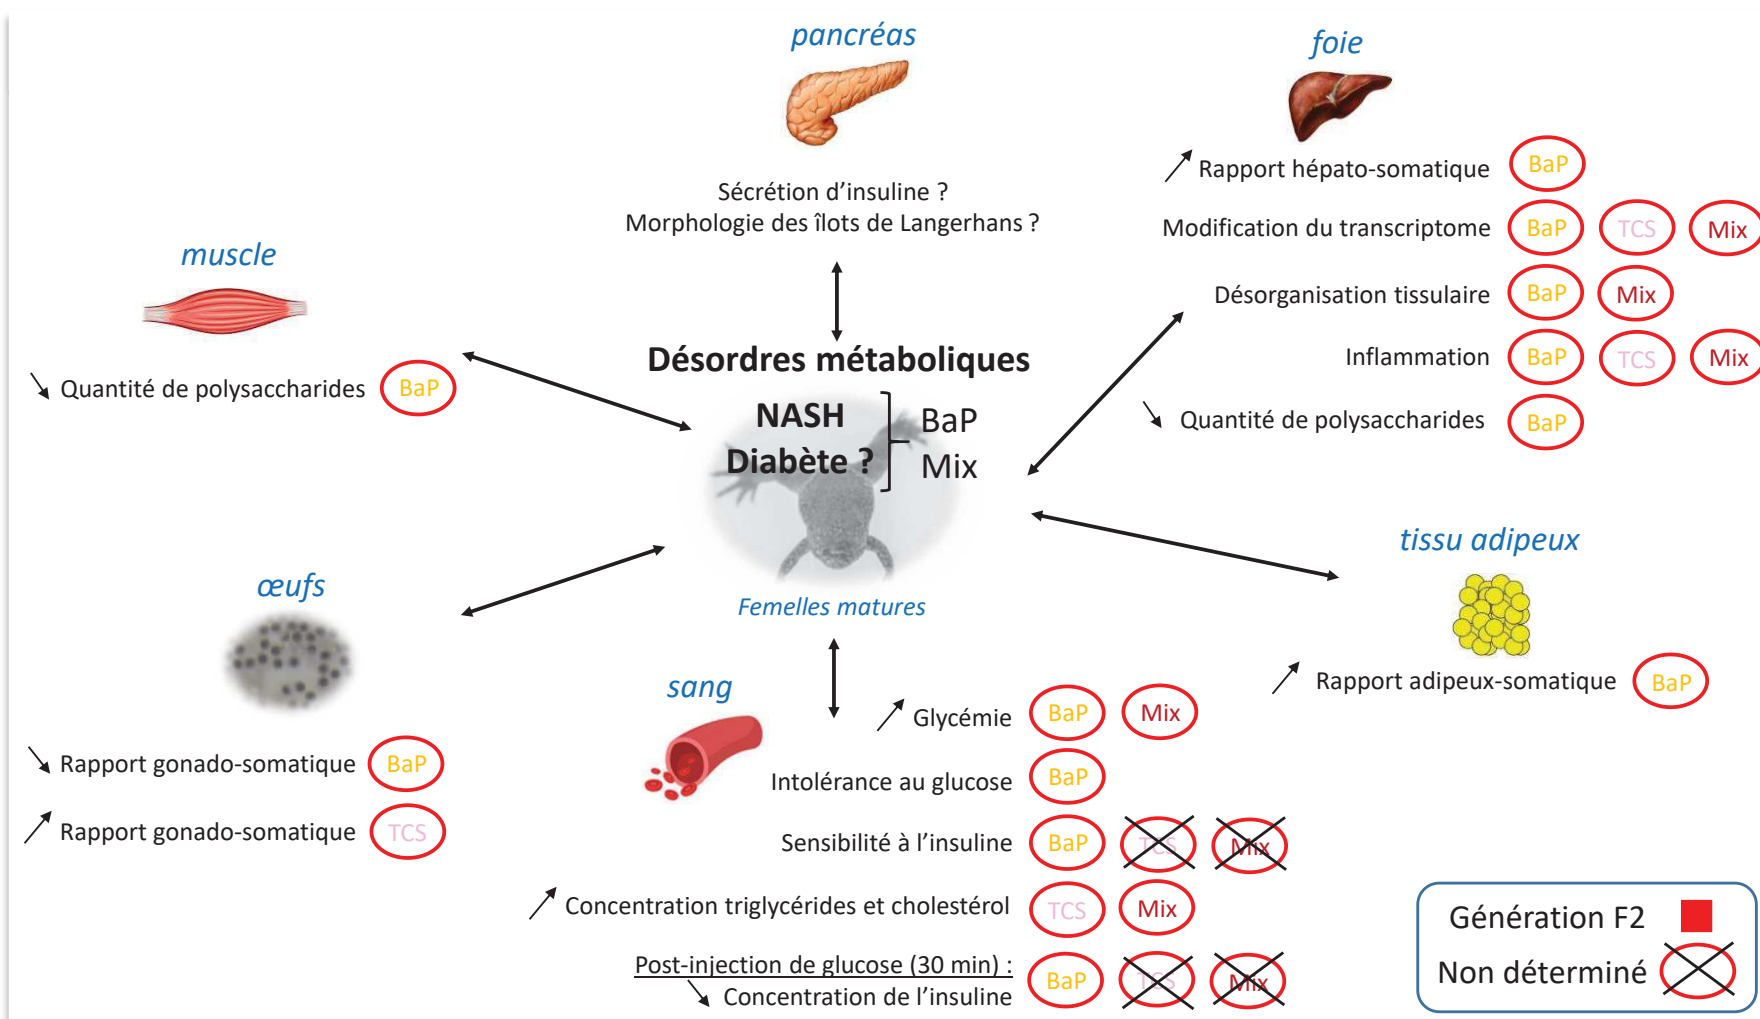 pancréas
Sécrétion d’insuline ?
Morphologie des îlots de Langerhans ?
foie
Rapport hépato-somatique BaP
Modification du transcriptome BaP TCS Mix
Désorganisation tissulaire BaP Mix
Inflammation BaP TCS Mix
Quantité de polysaccharides BaP
muscle
Quantité de polysaccharides BaP
Désordres métaboliques
NASH
Diabète ?
BaP
Mix
Femelles matures
œufs
Rapport gonado-somatique BaP
Rapport gonado-somatique TCS
tissu adipeux
Rapport adipeux-somatique BaP
sang
Glycémie BaP Mix
Intolérance au glucose BaP
Sensibilité à l’insuline BaP TCS Mix
Concentration triglycérides et cholestérol TCS Mix
Post-injection de glucose (30 min) :
Concentration de l’insuline BaP TCS Mix
Génération F2
Non déterminé